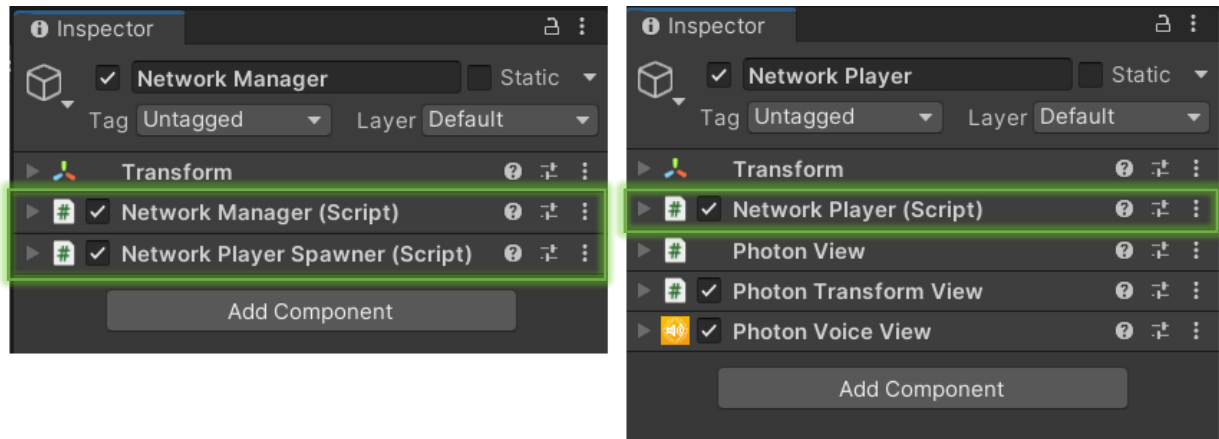 Inspector
Network Manager Static
Tag Untagged Layer Default
Transform
# Network Manager (Script)
# Network Player Spawner (Script)
Add Component
Inspector
Network Player Static
Tag Untagged Layer Default
Transform
# Network Player (Script)
# Photon View
# Photon Transform View
Photon Voice View
Add Component